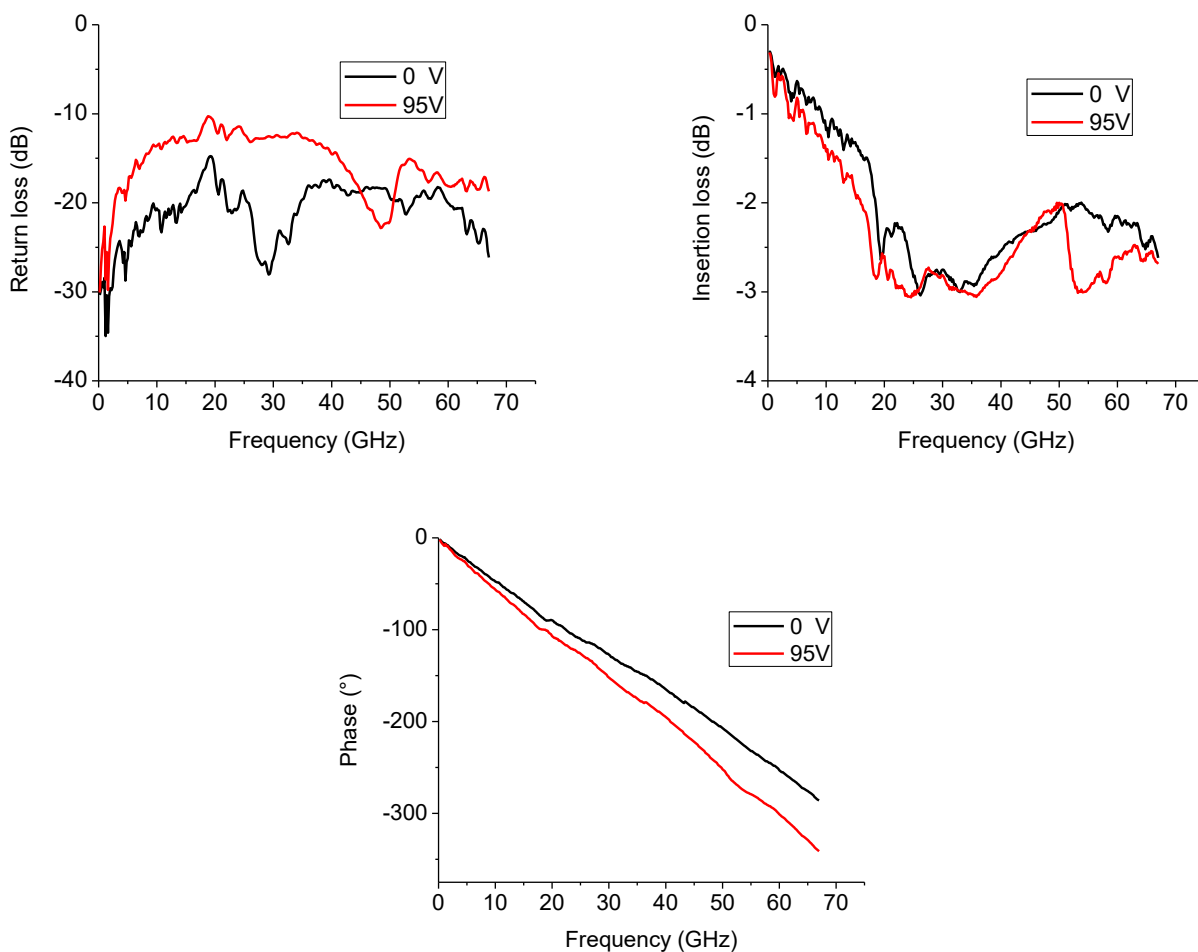 0
-10
-20
-30
-40
Return loss (dB)
0 V
95V
0 10 20 30 40 50 60 70
Frequency (GHz)
0
-1
-2
-3
-4
Insertion loss (dB)
0 V
95V
0 10 20 30 40 50 60 70
Frequency (GHz)
0
-100
-200
-300
Phase (°)
0 V
95V
0 10 20 30 40 50 60 70
Frequency (GHz)